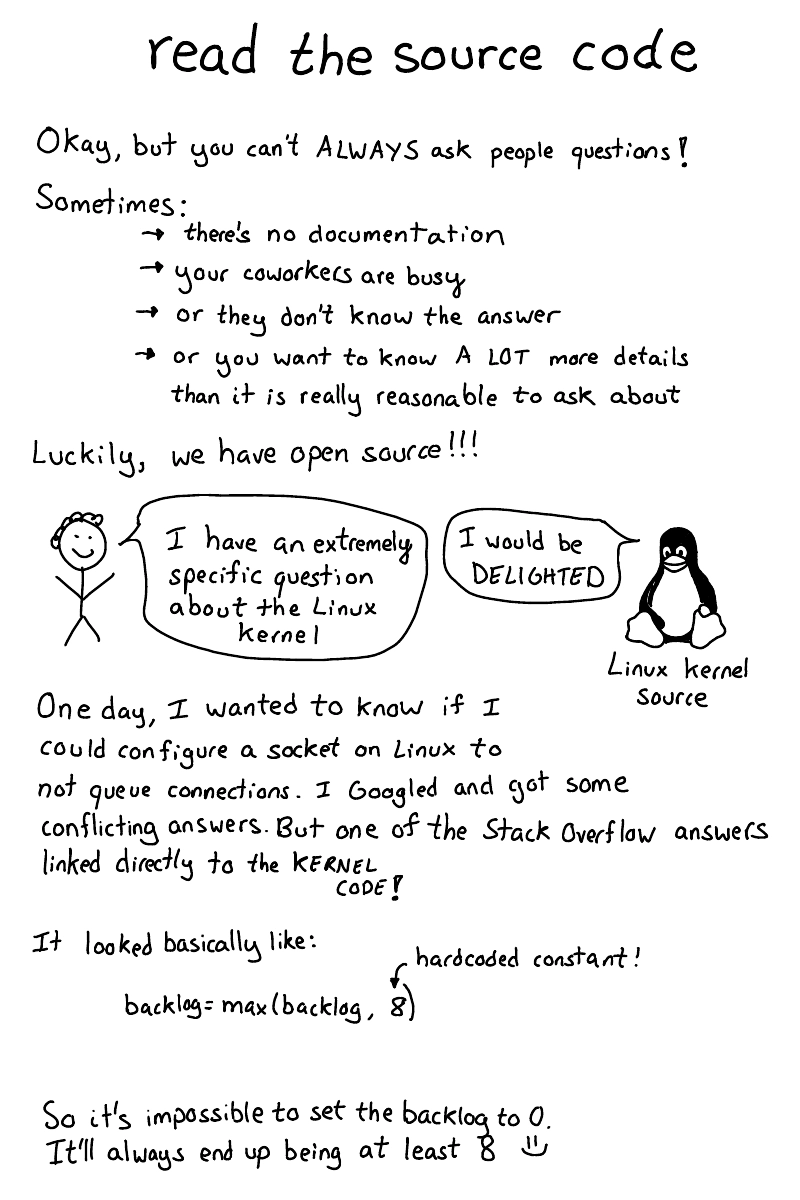 read the source code
Okay, but you can't ALWAYS ask people questions!
Sometimes:
→ there's no documentation
→ your coworkers are busy
→ or they don't know the answer
→ or you want to know A LOT more details
than it is really reasonable to ask about
Luckily, we have open source!!!
I have an extremely
specific question
about the Linux
kernel
I would be
DELIGHTED
Linux kernel
source
One day, I wanted to know if I
could configure a socket on Linux to
not queue connections. I Googled and got some
conflicting answers. But one of the Stack Overflow answers
linked directly to the KERNEL
CODE!
It looked basically like:
hardcoded constant!
backlog = max(backlog, 8)
So it's impossible to set the backlog to 0.
It'll always end up being at least 8 :)